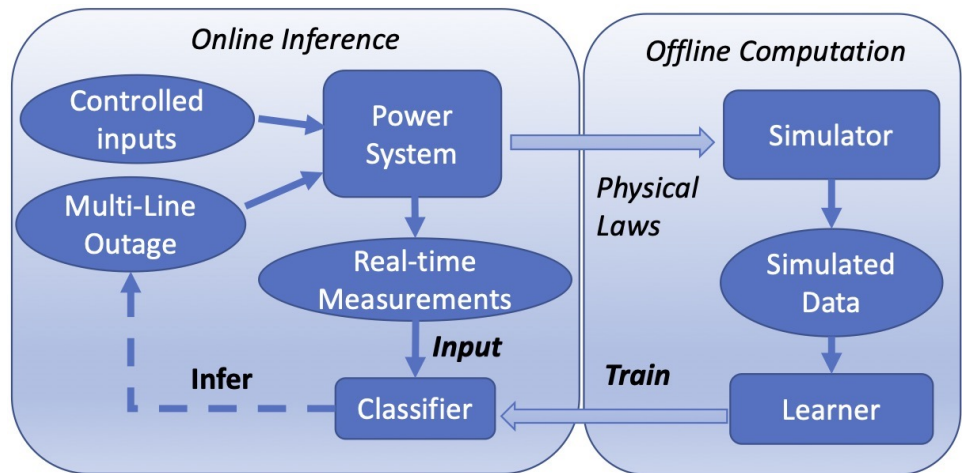 Online Inference
Controlled
inputs
Power
System
Multi-Line
Outage
Real-time
Measurements
Input
Infer
Classifier
Offline Computation
Simulator
Physical
Laws
Simulated
Data
Train
Learner